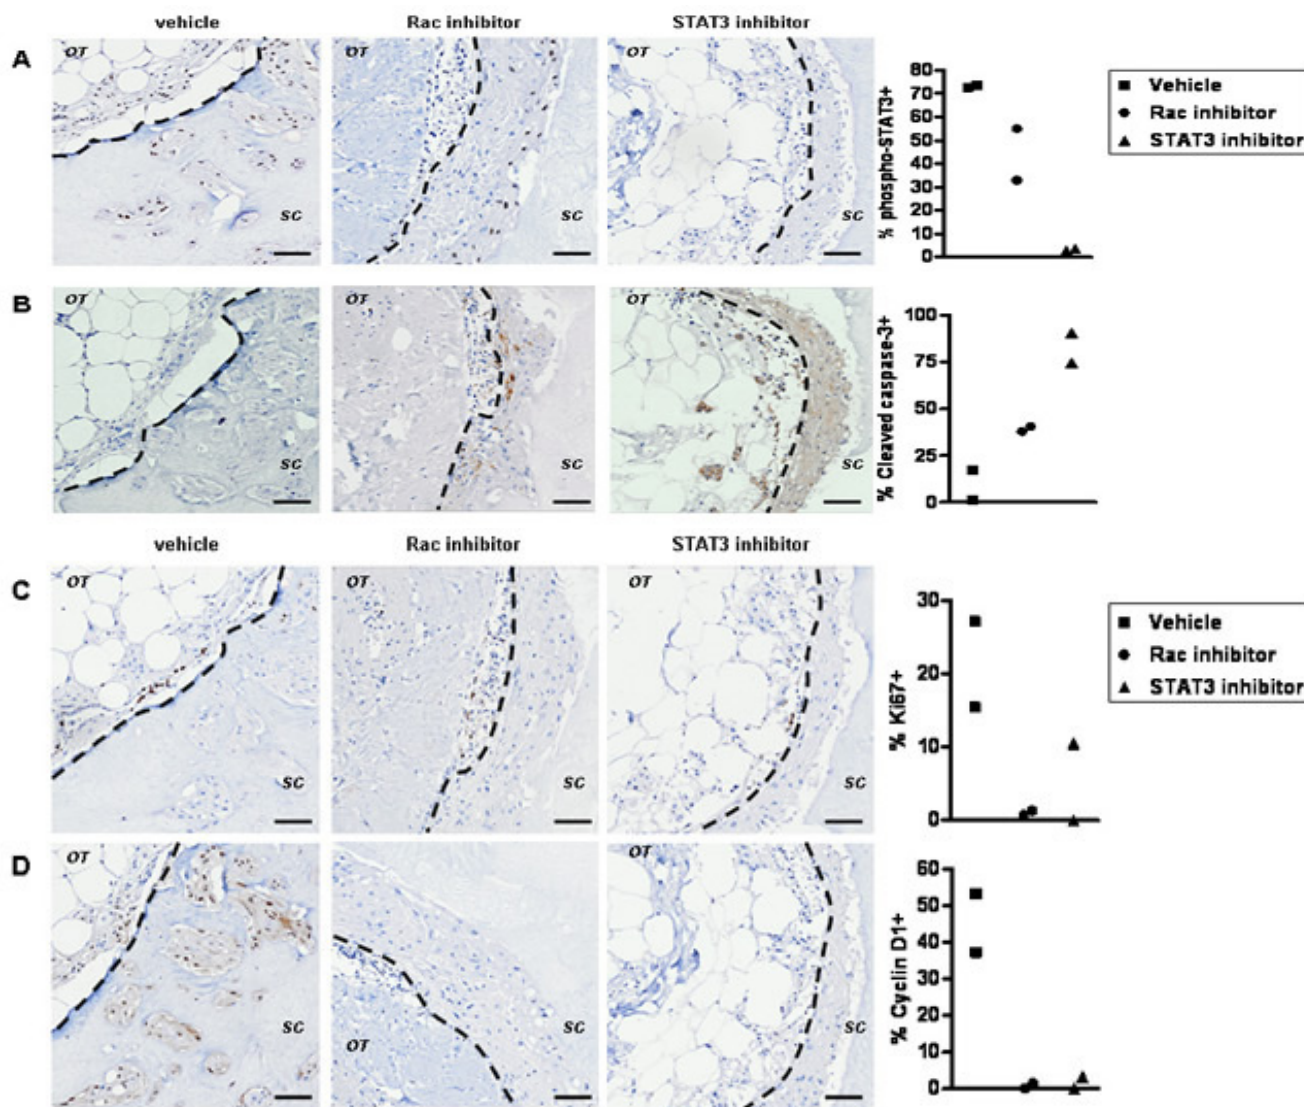 vehicle Rac inhibitor STAT3 inhibitor
A OT SC OT SC OT SC
% phospho-STAT3+
80
70
60
50
40
30
20
10
0
Vehicle
Rac inhibitor
STAT3 inhibitor
B OT SC OT SC OT SC
% Cleaved caspase-3+
100
75
50
25
0
vehicle Rac inhibitor STAT3 inhibitor
C OT SC OT SC OT SC
% Ki67+
30
20
10
0
Vehicle
Rac inhibitor
STAT3 inhibitor
D OT SC OT SC OT SC
% Cyclin D1+
60
50
40
30
20
10
0